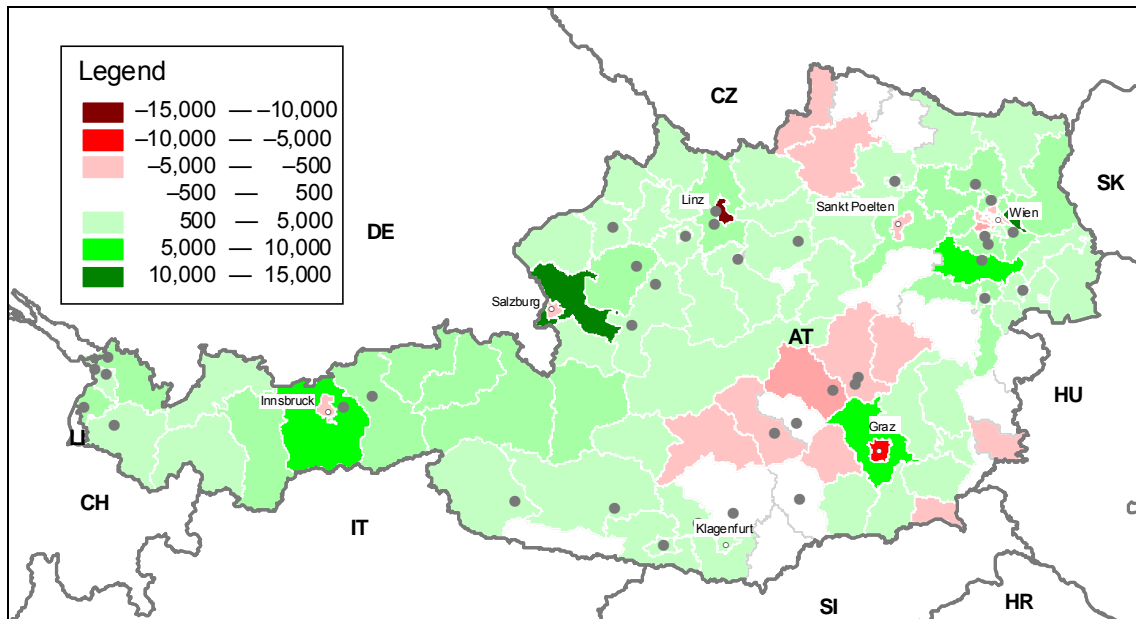 Legend
–15,000 — –10,000
–10,000 — –5,000
–5,000 — –500
–500 — 500
500 — 5,000
5,000 — 10,000
10,000 — 15,000
CZ
SK
DE
Linz
Sankt Poelten
Wien
Salzburg
AT
HU
Innsbruck
Graz
LI
CH
IT
Klagenfurt
SI
HR